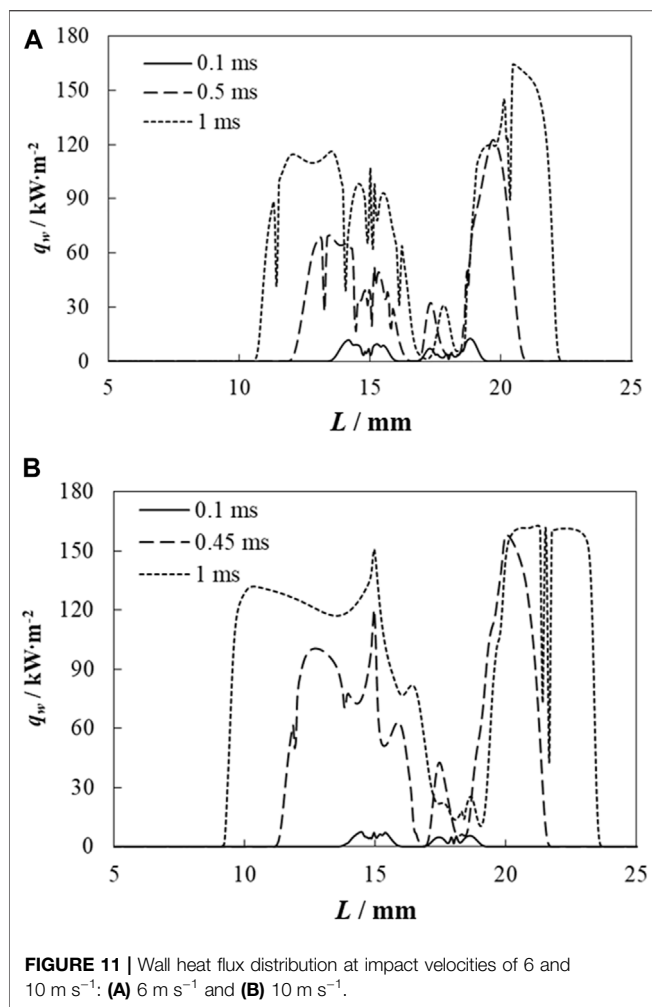 A
180
150
120
90
60
30
0
q_w / kW·m⁻²
0.1 ms
0.5 ms
1 ms
5 10 15 20 25
L / mm
B
180
150
120
90
60
30
0
q_w / kW·m⁻²
0.1 ms
0.45 ms
1 ms
5 10 15 20 25
L / mm
FIGURE 11 | Wall heat flux distribution at impact velocities of 6 and
10 m s⁻¹: (A) 6 m s⁻¹ and (B) 10 m s⁻¹.